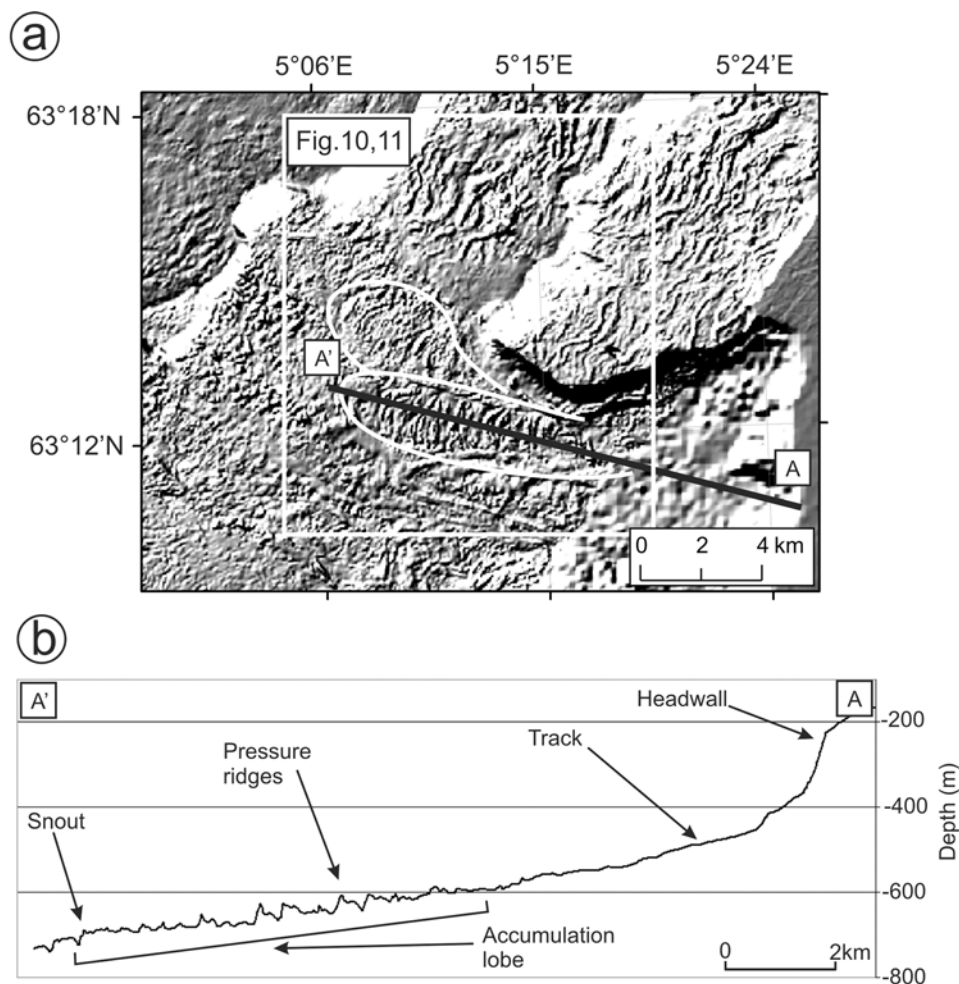 a
5°06'E 5°15'E 5°24'E
63°18'N
Fig.10,11
A'
63°12'N
A
0 2 4 km
b
A' A
Headwall
-200
Pressure
ridges
Track
Snout
-400
Depth (m)
-600
Accumulation
lobe
0 2km
-800